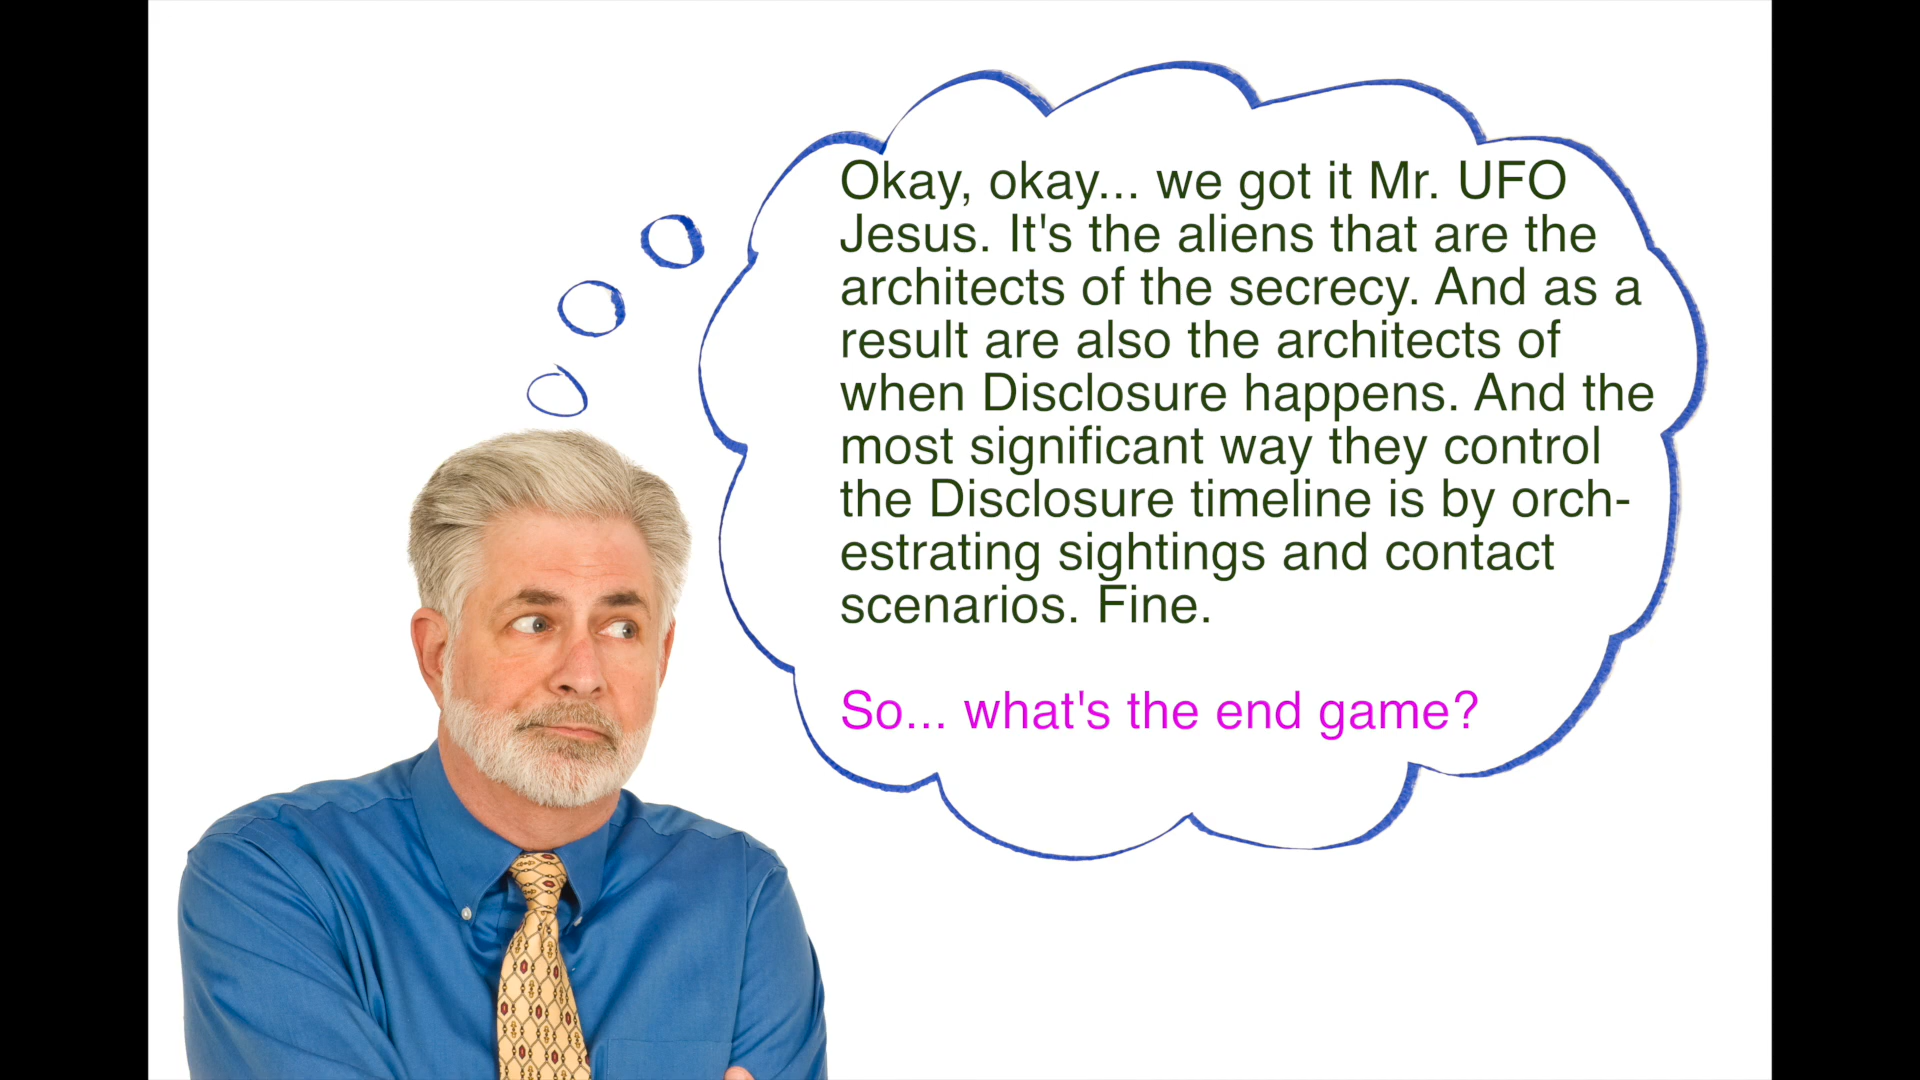 Okay, okay... we got it Mr. UFO
Jesus. It's the aliens that are the
architects of the secrecy. And as a
result are also the architects of
when Disclosure happens. And the
most significant way they control
the Disclosure timeline is by orch-
estrating sightings and contact
scenarios. Fine.
So... what's the end game?